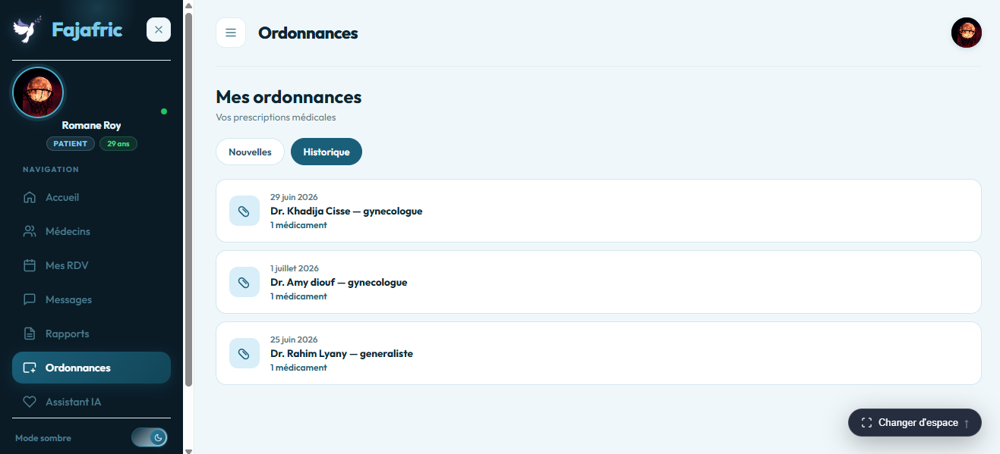 Fajafric
Romane Roy
PATIENT
29 ans
NAVIGATION
Accueil
Médecins
Mes RDV
Messages
Rapports
Ordonnances
Assistant IA
Mode sombre
Ordonnances
Mes ordonnances
Vos prescriptions médicales
Nouvelles
Historique
29 juin 2026
Dr. Khadija Cisse — gynecologue
1 médicament
1 juillet 2026
Dr. Amy diouf — gynecologue
1 médicament
25 juin 2026
Dr. Rahim Lyany — generaliste
1 médicament
Changer d'espace ↑